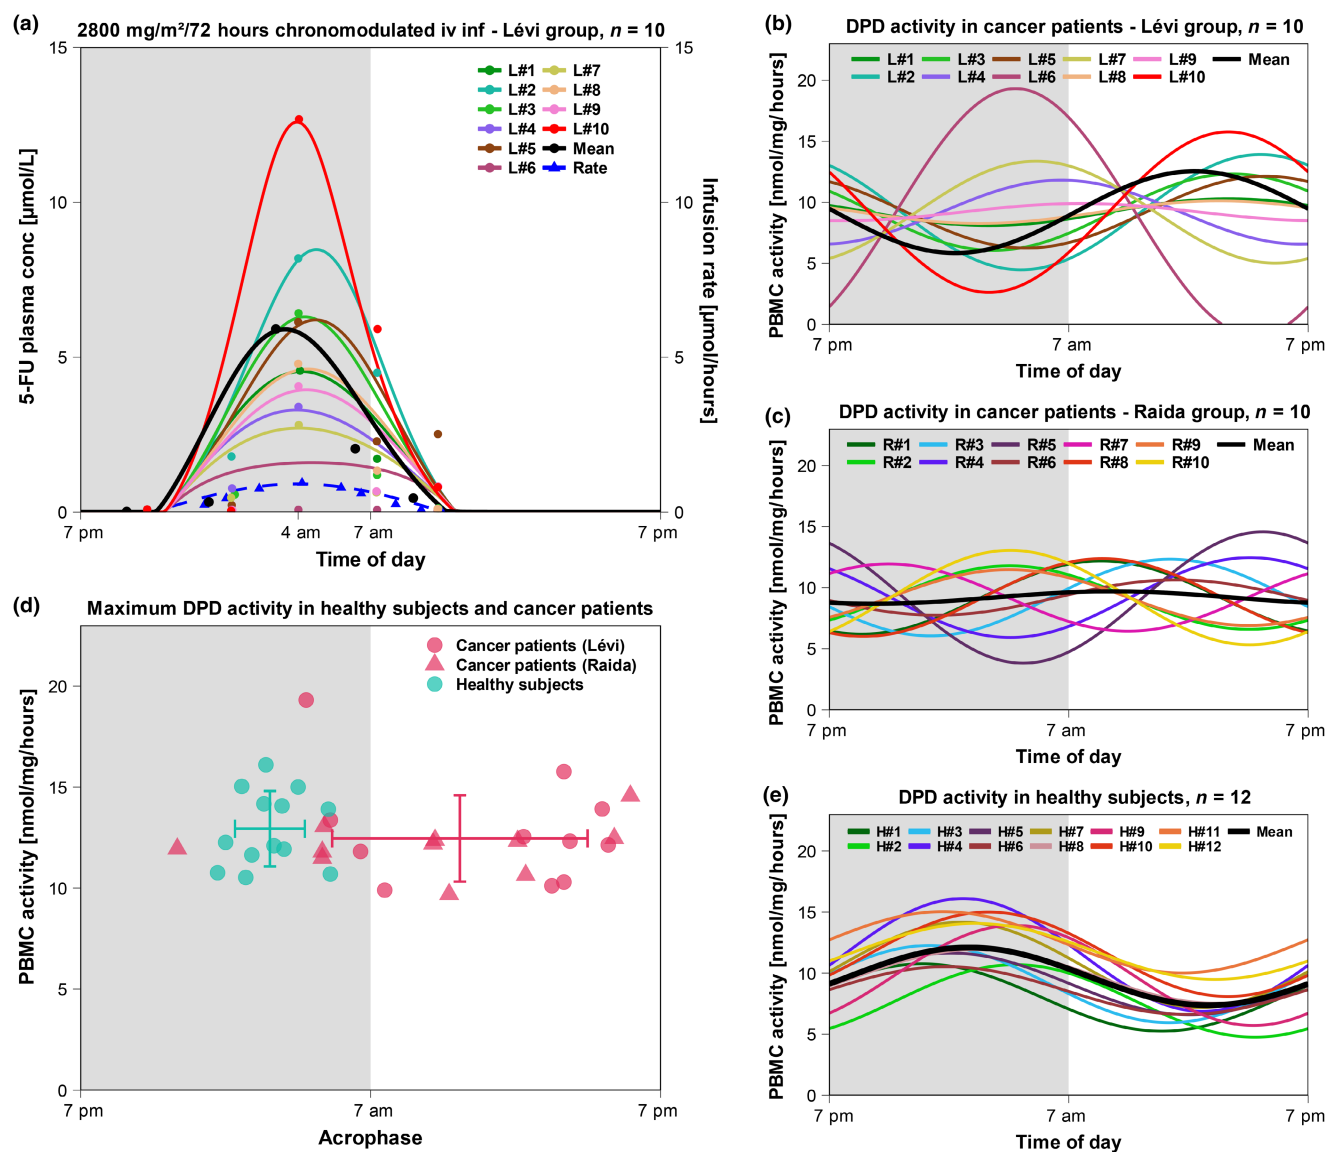 (a)
2800 mg/m²/72 hours chronomodulated iv inf - Lévi group, n = 10
15
10
5
0
5-FU plasma conc [µmol/L]
15
10
5
0
Infusion rate [µmol/hours]
L#1
L#2
L#3
L#4
L#5
L#6
L#7
L#8
L#9
L#10
Mean
Rate
7 pm
4 am
7 am
7 pm
Time of day
(b)
DPD activity in cancer patients - Lévi group, n = 10
L#1 L#3 L#5 L#7 L#9 Mean
L#2 L#4 L#6 L#8 L#10
20
15
10
5
0
PBMC activity [nmol/mg/hours]
7 pm
7 am
7 pm
Time of day
(c)
DPD activity in cancer patients - Raida group, n = 10
R#1 R#3 R#5 R#7 R#9 Mean
R#2 R#4 R#6 R#8 R#10
20
15
10
5
0
PBMC activity [nmol/mg/hours]
7 pm
7 am
7 pm
Time of day
(d)
Maximum DPD activity in healthy subjects and cancer patients
Cancer patients (Lévi)
Cancer patients (Raida)
Healthy subjects
20
15
10
5
0
PBMC activity [nmol/mg/hours]
7 pm
7 am
7 pm
Acrophase
(e)
DPD activity in healthy subjects, n = 12
H#1 H#3 H#5 H#7 H#9 H#11 Mean
H#2 H#4 H#6 H#8 H#10 H#12
20
15
10
5
0
PBMC activity [nmol/mg/hours]
7 pm
7 am
7 pm
Time of day